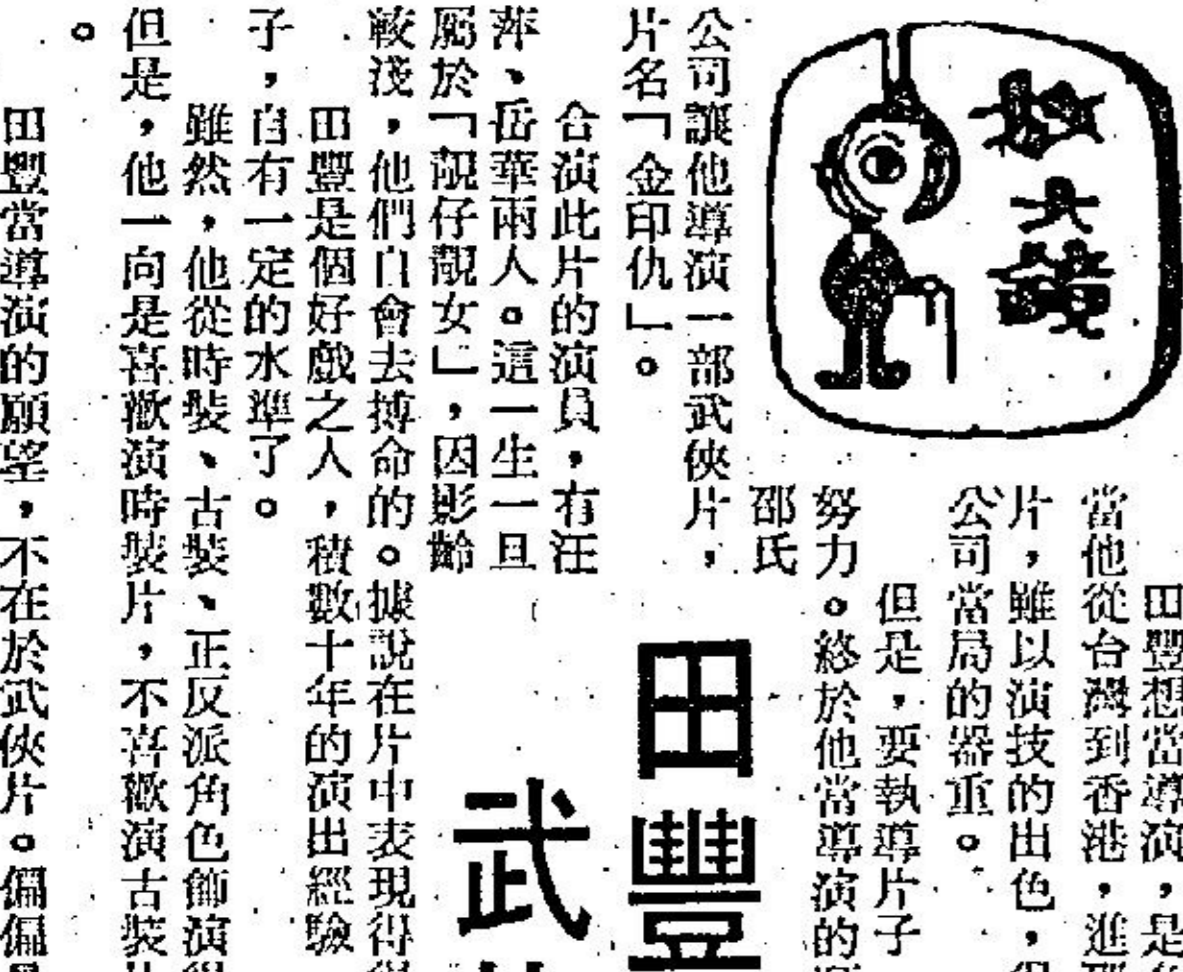 放大鏡
田豐
武
田豐想當導演，是
當他從台灣到香港，進
片，雖以演技的出色，
公司當局的器重。
但是，要執導片子
努力。終於他當導演的
邵氏
公司讓他導演一部武俠片，
片名「金印仇」。
合演此片的演員，有汪
萍、岳華兩人。這一生一旦
屬於「靚仔靚女」，因影齡
較淺，他們自會去搏命的。據說在片中表現得
田豐是個好戲之人，積數十年的演出經驗
子，自有一定的水準了。
雖然，他從時裝、古裝、正反派角色飾演
但是，他一向是喜歡演時裝片，不喜歡演古裝
。
田豐當導演的願望，不在於武俠片。偏偏